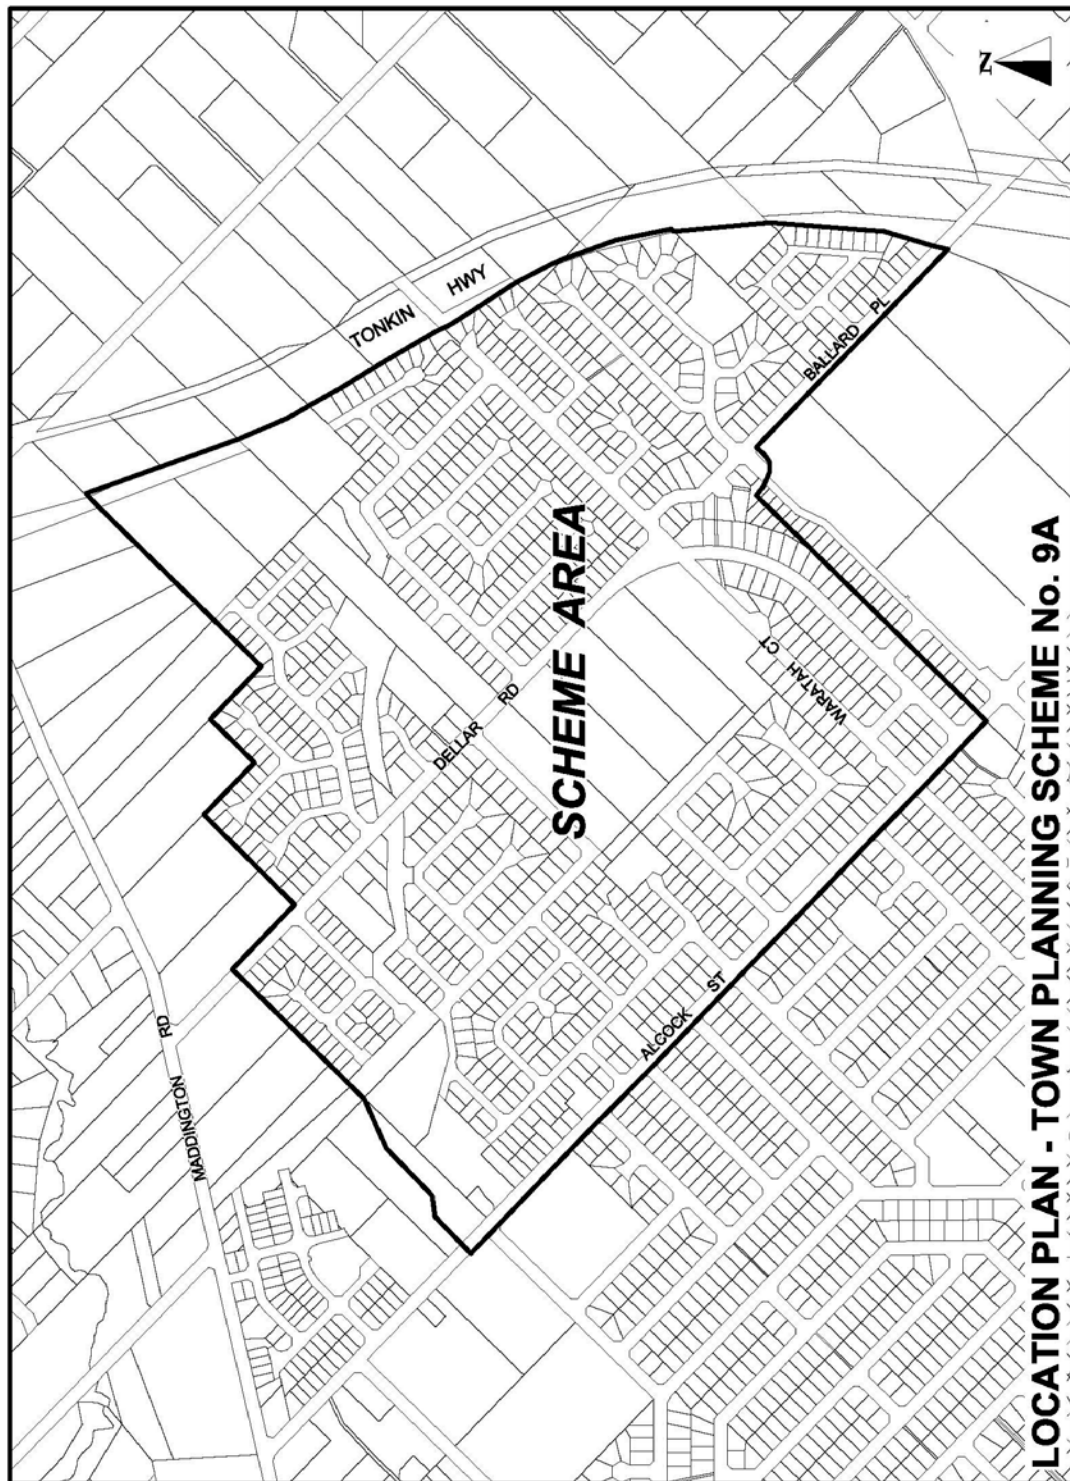 N
TONKIN
HWY
MADDINGTON RD
DELLAR RD
SCHEME AREA
BALLARD PL
WARATAH CT
ALCOCK ST
LOCATION PLAN - TOWN PLANNING SCHEME No. 9A